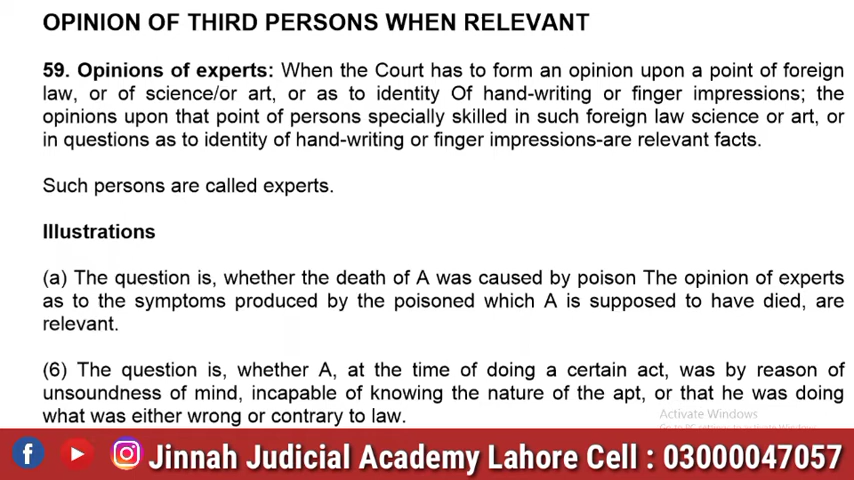 OPINION OF THIRD PERSONS WHEN RELEVANT
59. Opinions of experts: When the Court has to form an opinion upon a point of foreign
law, or of science/or art, or as to identity Of hand-writing or finger impressions; the
opinions upon that point of persons specially skilled in such foreign law science or art, or
in questions as to identity of hand-writing or finger impressions-are relevant facts.
Such persons are called experts.
Illustrations
(a) The question is, whether the death of A was caused by poison The opinion of experts
as to the symptoms produced by the poisoned which A is supposed to have died, are
relevant.
(6) The question is, whether A, at the time of doing a certain act, was by reason of
unsoundness of mind, incapable of knowing the nature of the apt, or that he was doing
what was either wrong or contrary to law.
Activate Windows
Jinnah Judicial Academy Lahore Cell : 03000047057